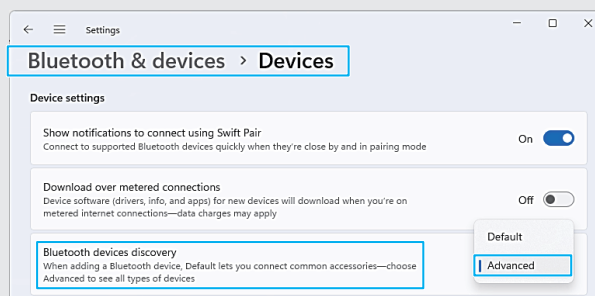 Settings
Bluetooth & devices › Devices
Device settings
Show notifications to connect using Swift Pair
Connect to supported Bluetooth devices quickly when they're close by and in pairing mode
On
Download over metered connections
Device software (drivers, info, and apps) for new devices will download when you're on
metered internet connections—data charges may apply
Off
Bluetooth devices discovery
When adding a Bluetooth device, Default lets you connect common accessories—choose
Advanced to see all types of devices
Default
Advanced